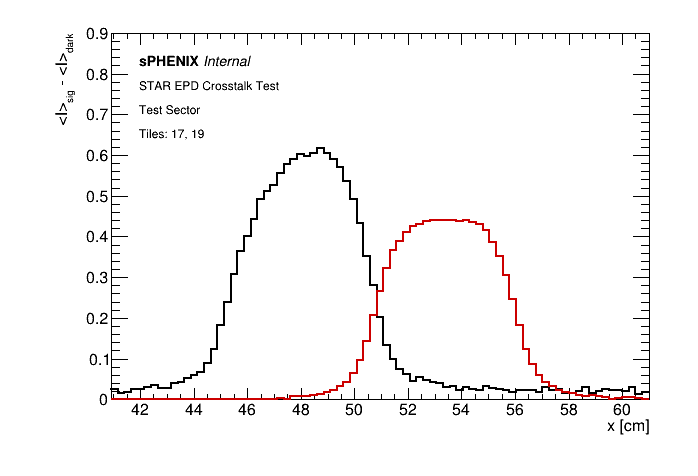 0.9
<I>sig - <I>dark
sPHENIX Internal
0.8
STAR EPD Crosstalk Test
0.7
Test Sector
Tiles: 17, 19
0.6
0.5
0.4
0.3
0.2
0.1
0
42 44 46 48 50 52 54 56 58 60
x [cm]